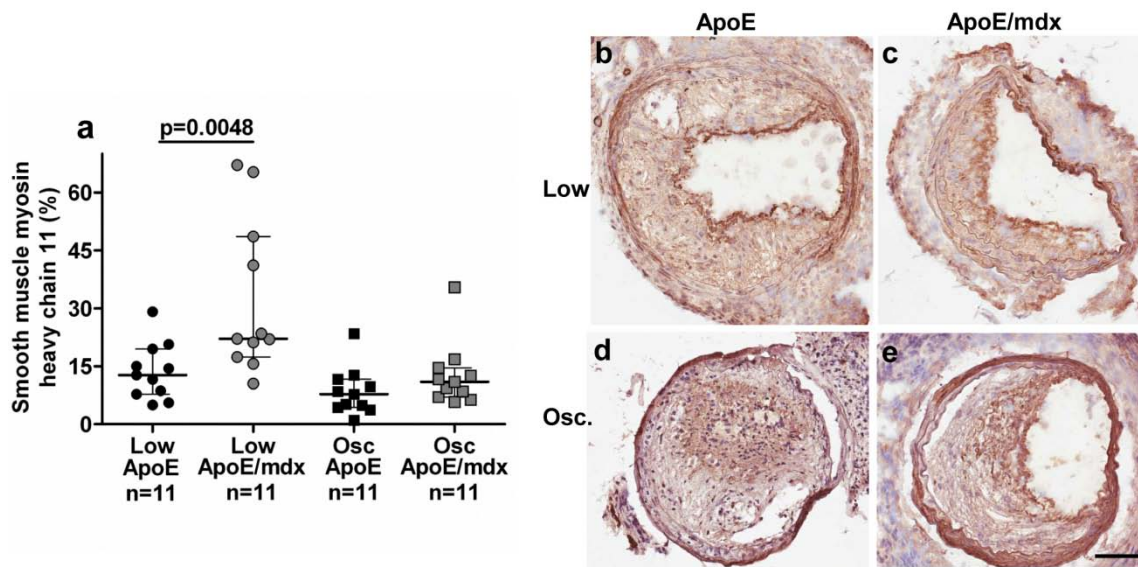 a
p=0.0048
Smooth muscle myosin
heavy chain 11 (%)
60
45
30
15
0
Low
ApoE
n=11
Low
ApoE/mdx
n=11
Osc
ApoE
n=11
Osc
ApoE/mdx
n=11
ApoE
ApoE/mdx
Low
b
c
Osc.
d
e